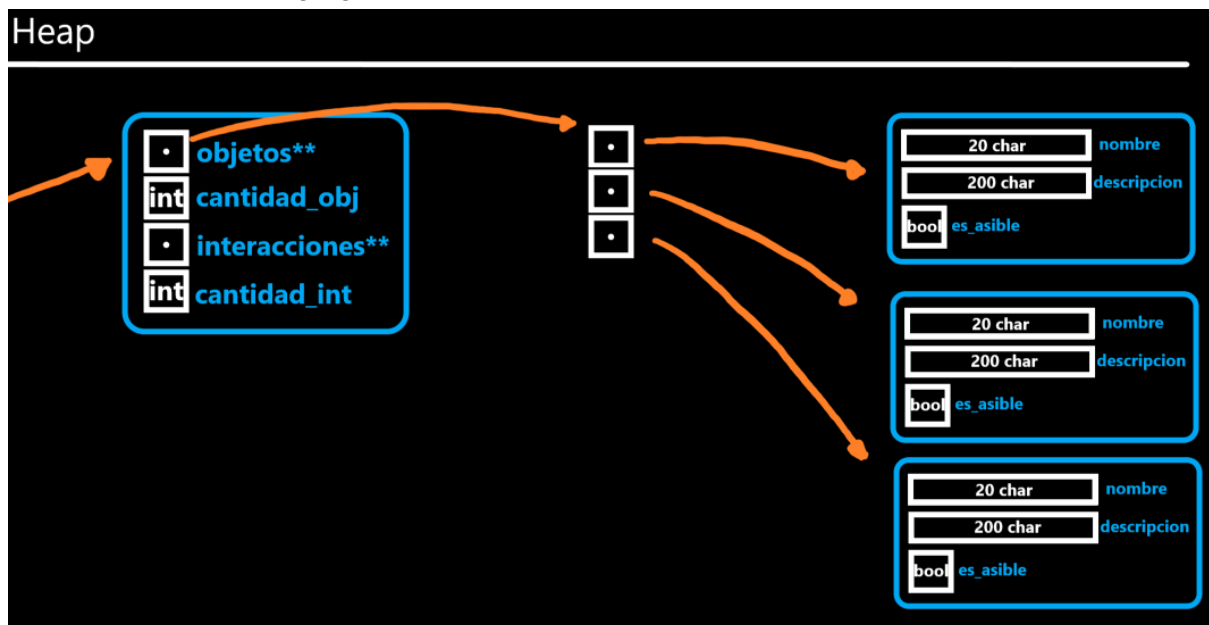 Heap
objetos**
int cantidad_obj
interacciones**
int cantidad_int
20 char nombre
200 char descripcion
bool es_asible
20 char nombre
200 char descripcion
bool es_asible
20 char nombre
200 char descripcion
bool es_asible